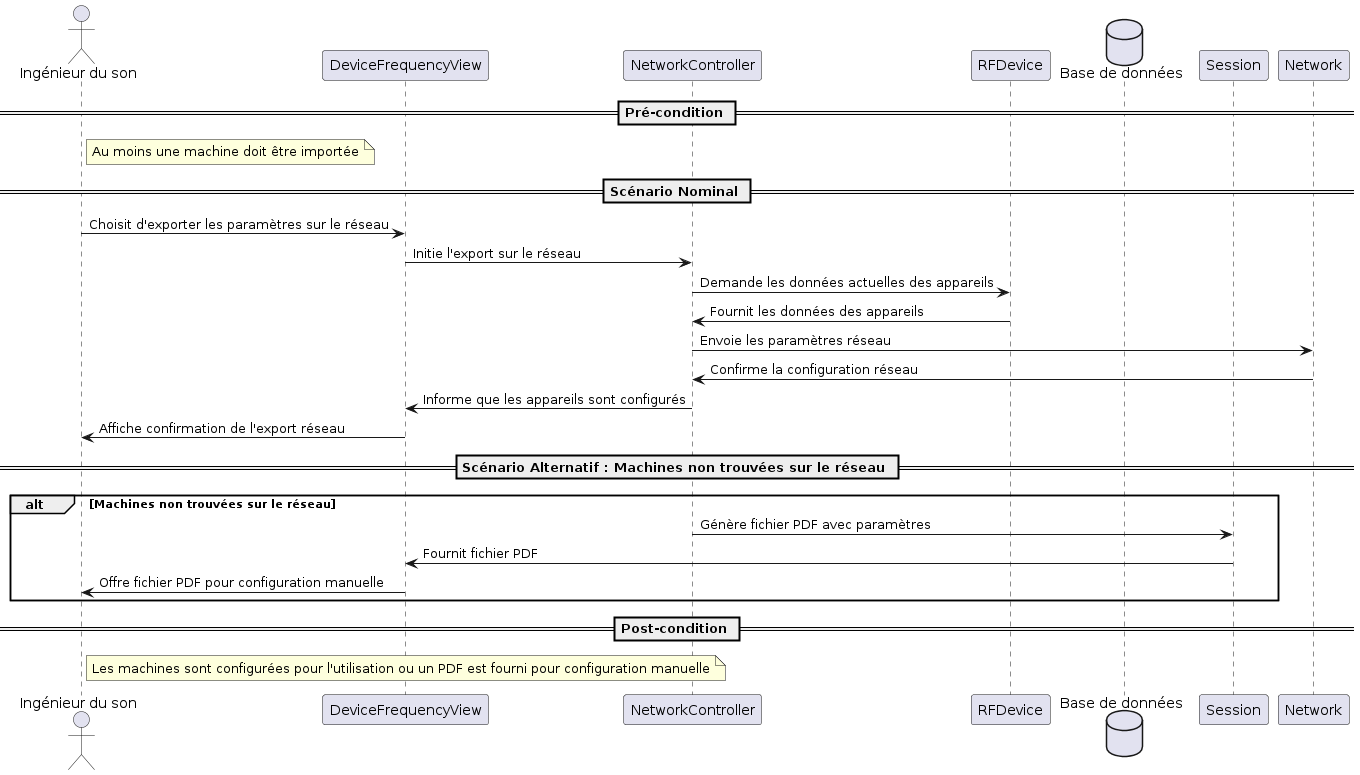 Ingénieur du son
DeviceFrequencyView
NetworkController
RFDevice
Base de données
Session
Network
Pré-condition
Au moins une machine doit être importée
Scénario Nominal
Choisit d'exporter les paramètres sur le réseau
Initie l'export sur le réseau
Demande les données actuelles des appareils
Fournit les données des appareils
Envoie les paramètres réseau
Confirme la configuration réseau
Informe que les appareils sont configurés
Affiche confirmation de l'export réseau
Scénario Alternatif : Machines non trouvées sur le réseau
alt
[Machines non trouvées sur le réseau]
Génère fichier PDF avec paramètres
Fournit fichier PDF
Offre fichier PDF pour configuration manuelle
Post-condition
Les machines sont configurées pour l'utilisation ou un PDF est fourni pour configuration manuelle
Ingénieur du son
DeviceFrequencyView
NetworkController
RFDevice
Base de données
Session
Network